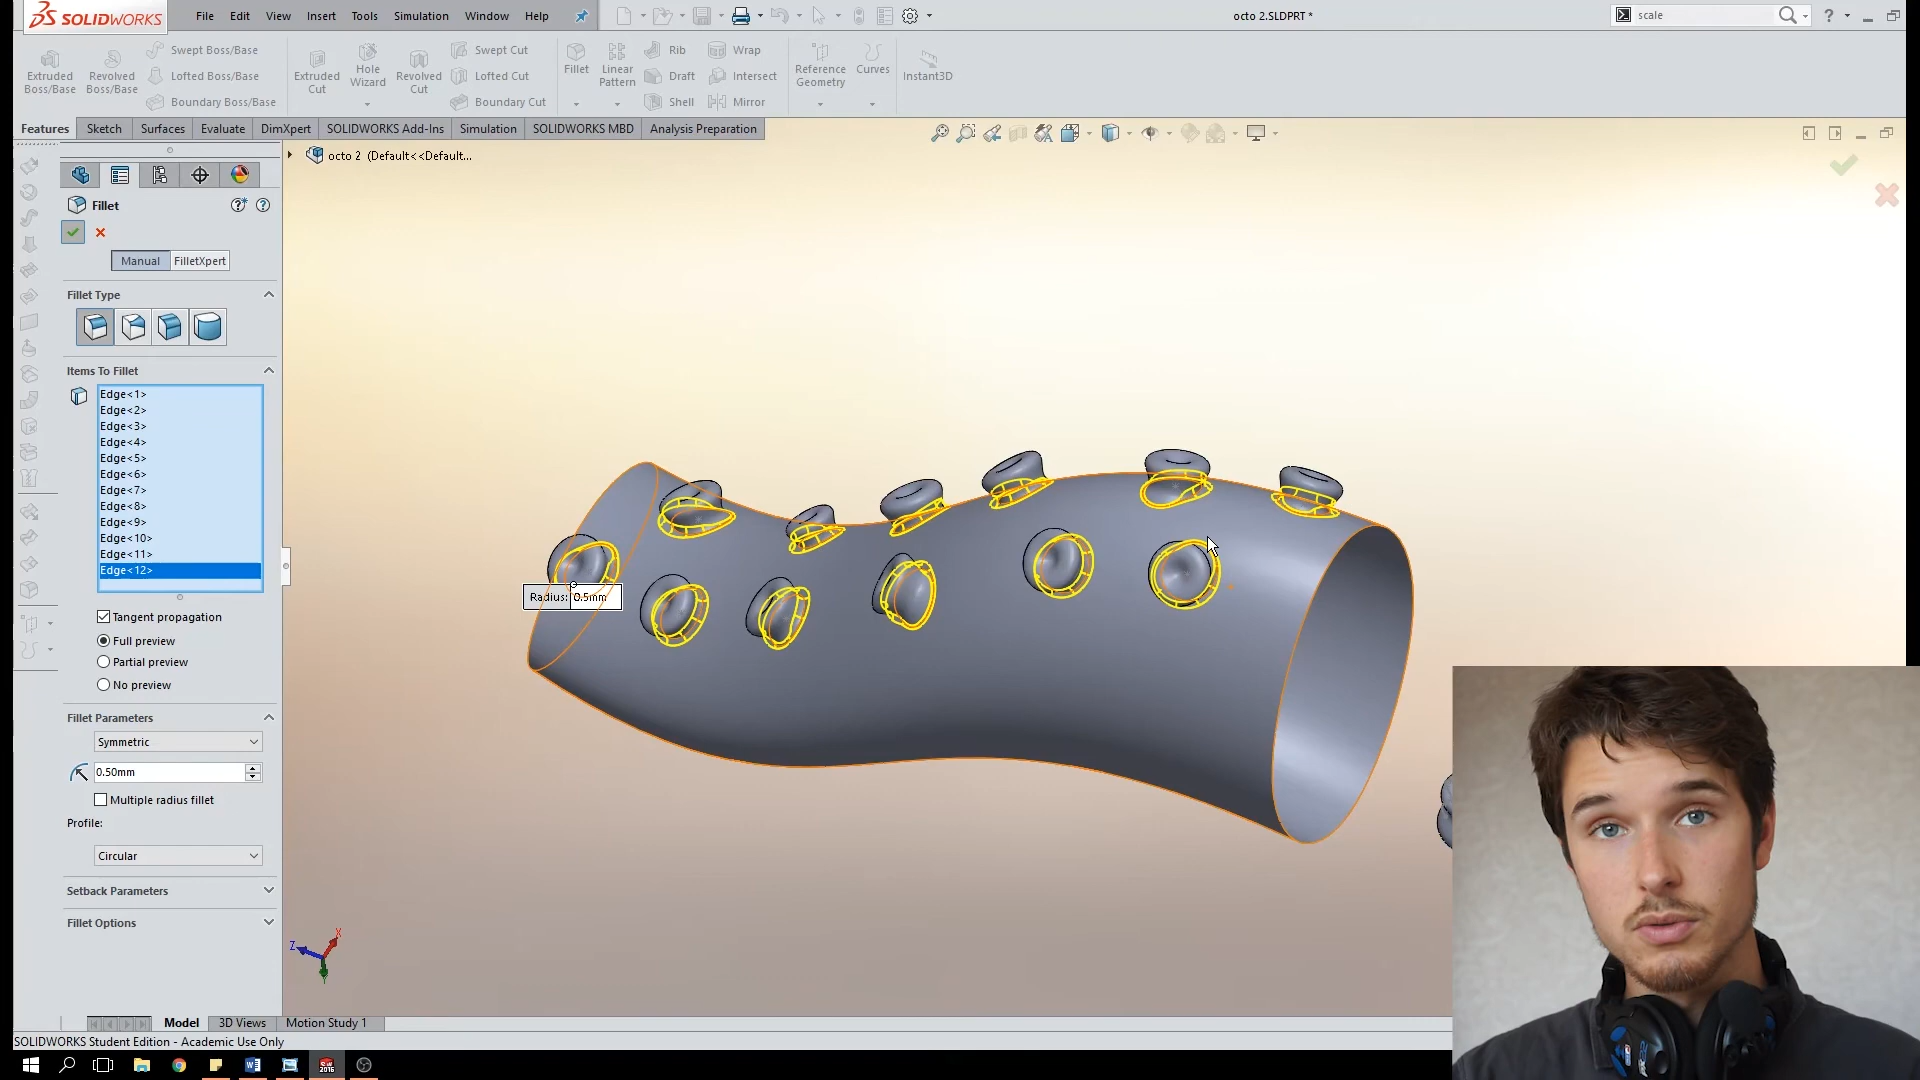 SOLIDWORKS File Edit View Insert Tools Simulation Window Help octo 2.SLDPRT * scale ?
Extruded Boss/Base Revolved Boss/Base Swept Boss/Base Lofted Boss/Base Boundary Boss/Base
Extruded Cut Hole Wizard Revolved Cut Swept Cut Lofted Cut Boundary Cut
Fillet Linear Pattern Rib Draft Shell Wrap Intersect Mirror
Reference Geometry Curves Instant3D
Features Sketch Surfaces Evaluate DimXpert SOLIDWORKS Add-Ins Simulation SOLIDWORKS MBD Analysis Preparation
octo 2 (Default<<Default...
Fillet
Manual FilletXpert
Fillet Type
Items To Fillet
Edge<1>
Edge<2>
Edge<3>
Edge<4>
Edge<5>
Edge<6>
Edge<7>
Edge<8>
Edge<9>
Edge<10>
Edge<11>
Edge<12>
Radius: 0.5mm
Tangent propagation
Full preview
Partial preview
No preview
Fillet Parameters
Symmetric
0.50mm
Multiple radius fillet
Profile:
Circular
Setback Parameters
Fillet Options
Z X Y
Model 3D Views Motion Study 1
SOLIDWORKS Student Edition - Academic Use Only